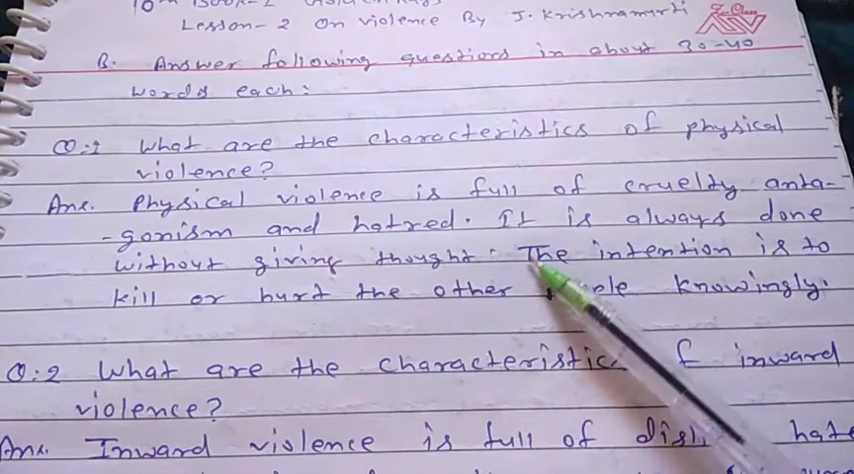 10th
Lesson-2 On violence By J. Krishnamurti
B. Answer following questions in about 30-40
words each:
Q:1 What are the characteristics of physical
violence?
Ans. Physical violence is full of cruelty anta-
-gonism and hatred. It is always done
without giving thought. The intention is to
kill or hurt the other knowingly.
Q:2 What are the characteristic of inward
violence?
Ans. Inward violence is full of